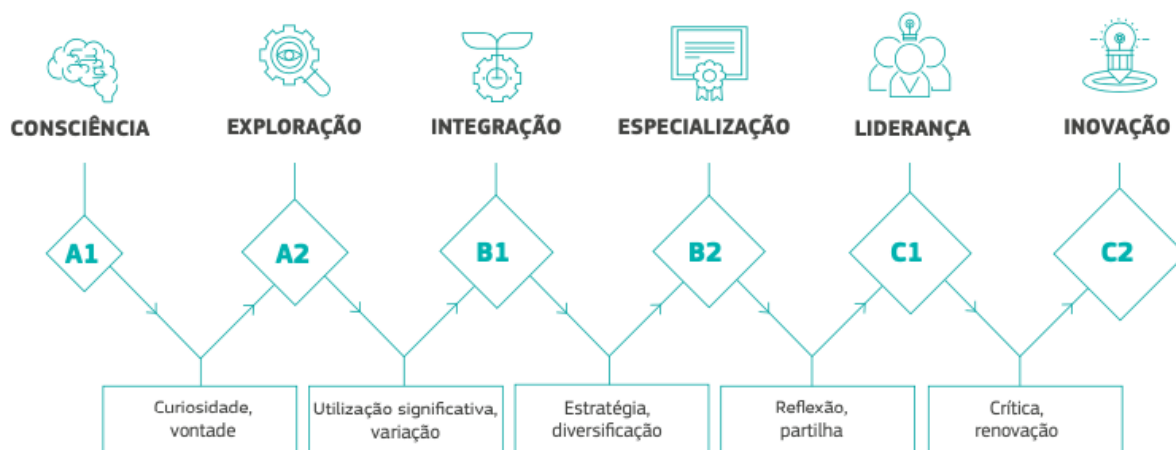 CONSCIÊNCIA
EXPLORAÇÃO
INTEGRAÇÃO
ESPECIALIZAÇÃO
LIDERANÇA
INOVAÇÃO
A1
A2
B1
B2
C1
C2
Curiosidade,
vontade
Utilização significativa,
variação
Estratégia,
diversificação
Reflexão,
partilha
Crítica,
renovação